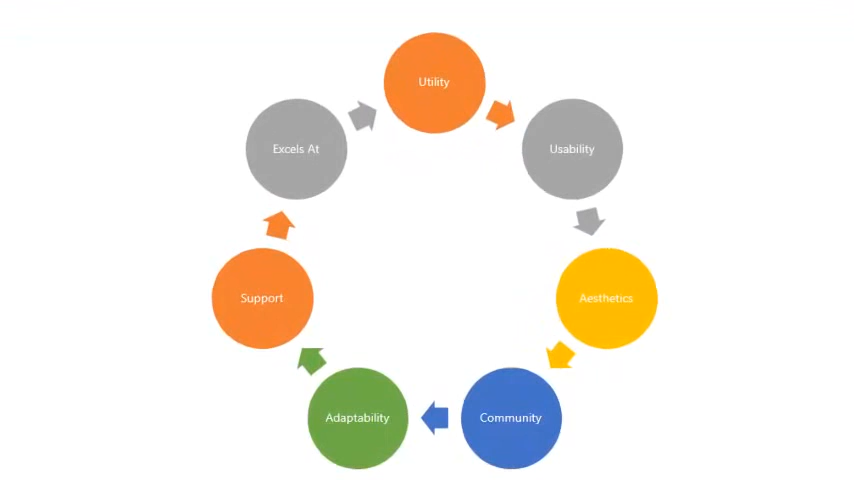 Utility
Usability
Aesthetics
Community
Adaptability
Support
Excels At